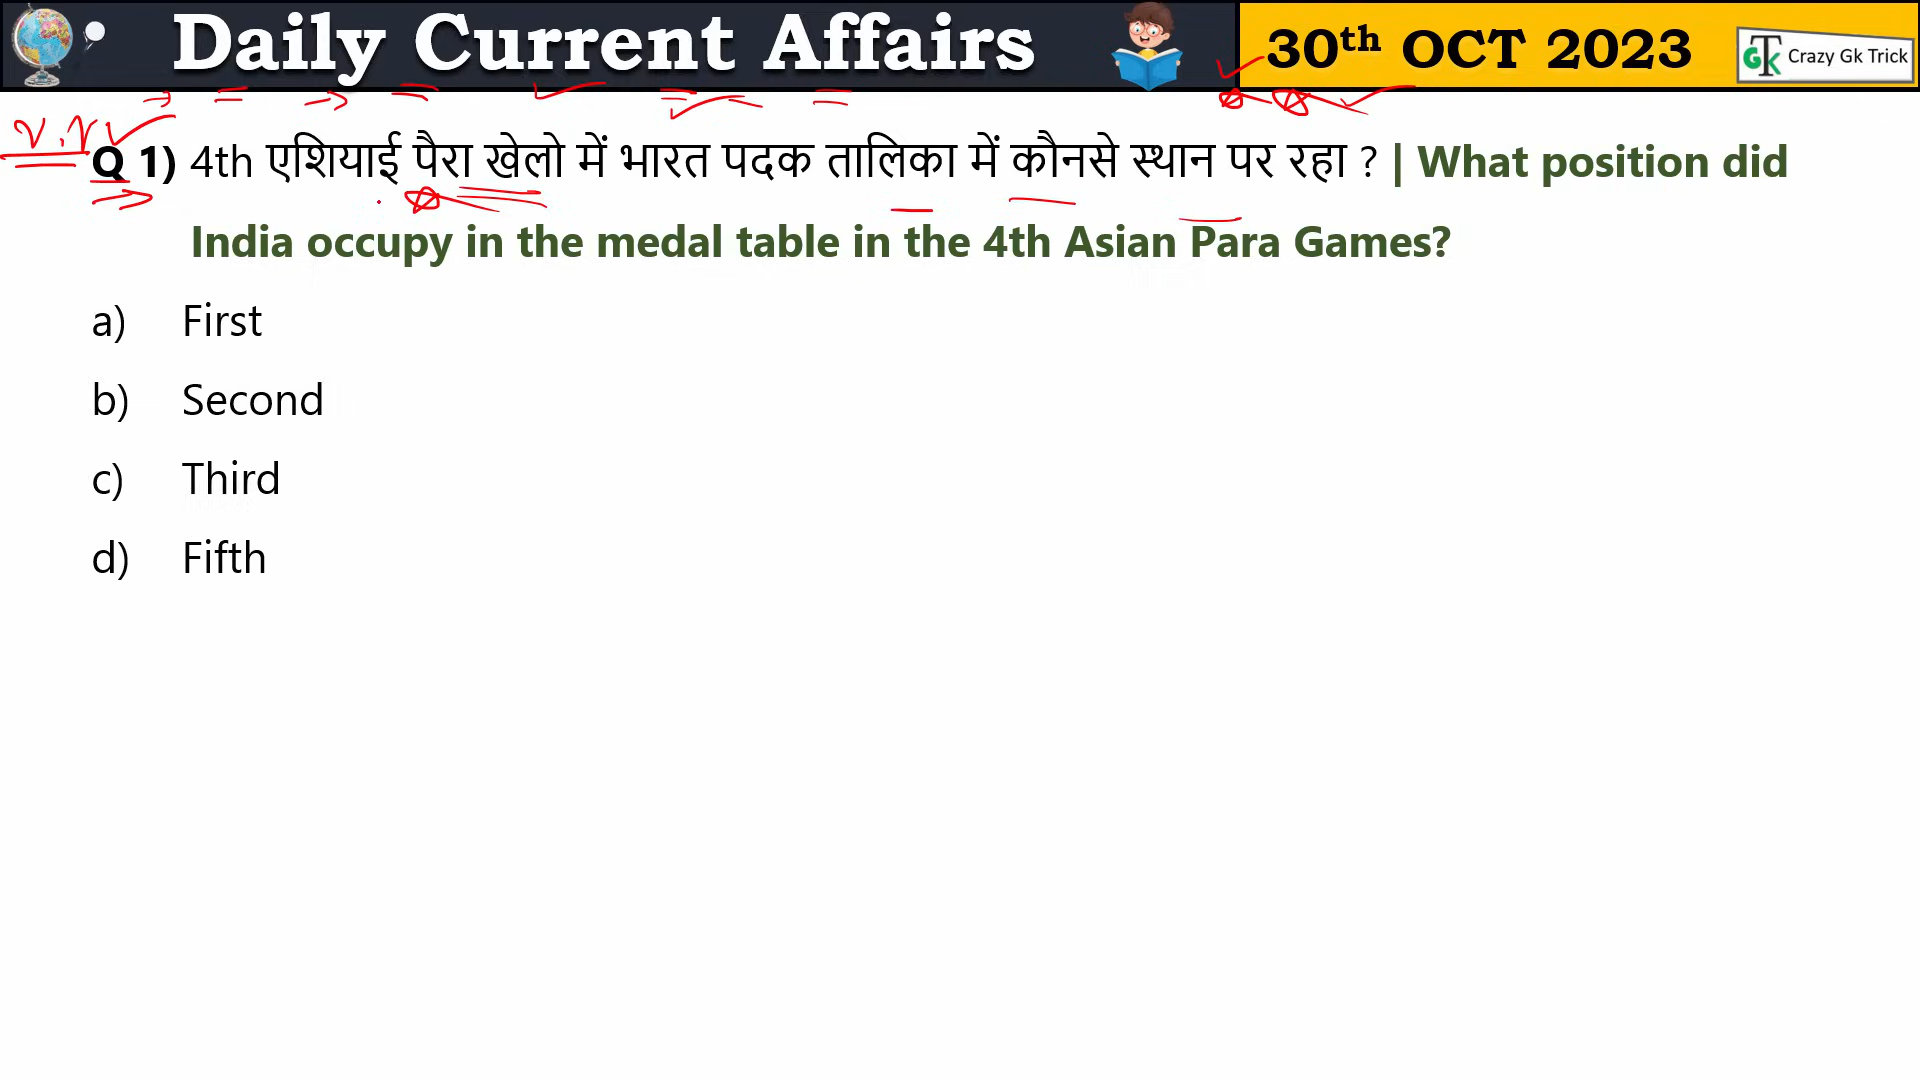 Daily Current Affairs
30th OCT 2023
GTK Crazy Gk Trick
V.V
Q 1) 4th एशियाई पैरा खेलो में भारत पदक तालिका में कौनसे स्थान पर रहा ? | What position did
India occupy in the medal table in the 4th Asian Para Games?
a) First
b) Second
c) Third
d) Fifth